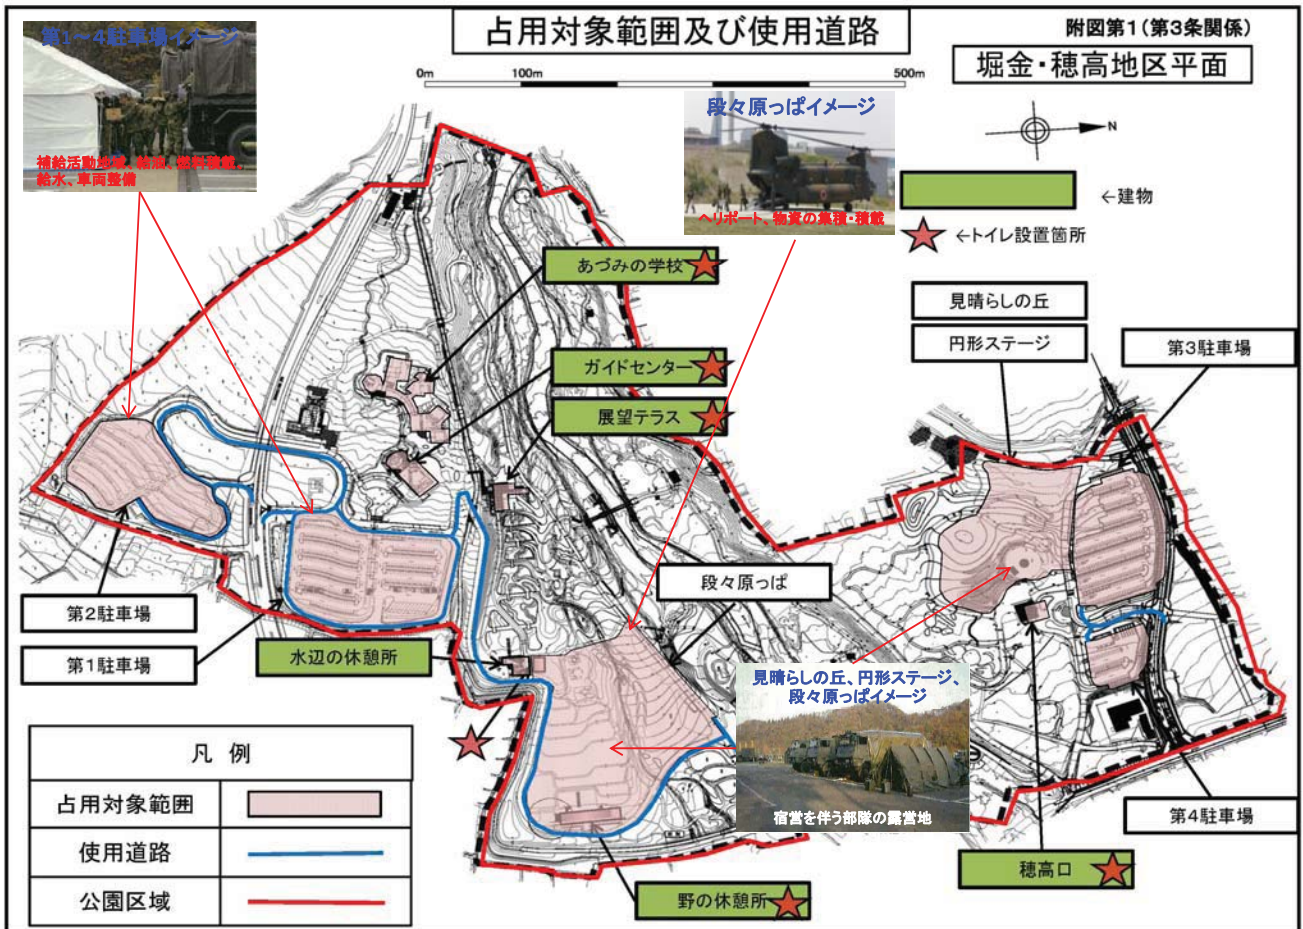 占用対象範囲及び使用道路
附図第1(第3条関係)
堀金・穂高地区平面
0m
100m
500m
N
←建物
←トイレ設置箇所
第1～4駐車場イメージ
補給活動地域、給油、燃料積載、
給水、車両整備
段々原っぱイメージ
ヘリポート、物資の集積・積載
あづみの学校
ガイドセンター
展望テラス
見晴らしの丘
円形ステージ
第3駐車場
段々原っぱ
第2駐車場
第1駐車場
水辺の休憩所
見晴らしの丘、円形ステージ、
段々原っぱイメージ
宿営を伴う部隊の露営地
第4駐車場
穂高口
野の休憩所
凡 例
占用対象範囲
使用道路
公園区域